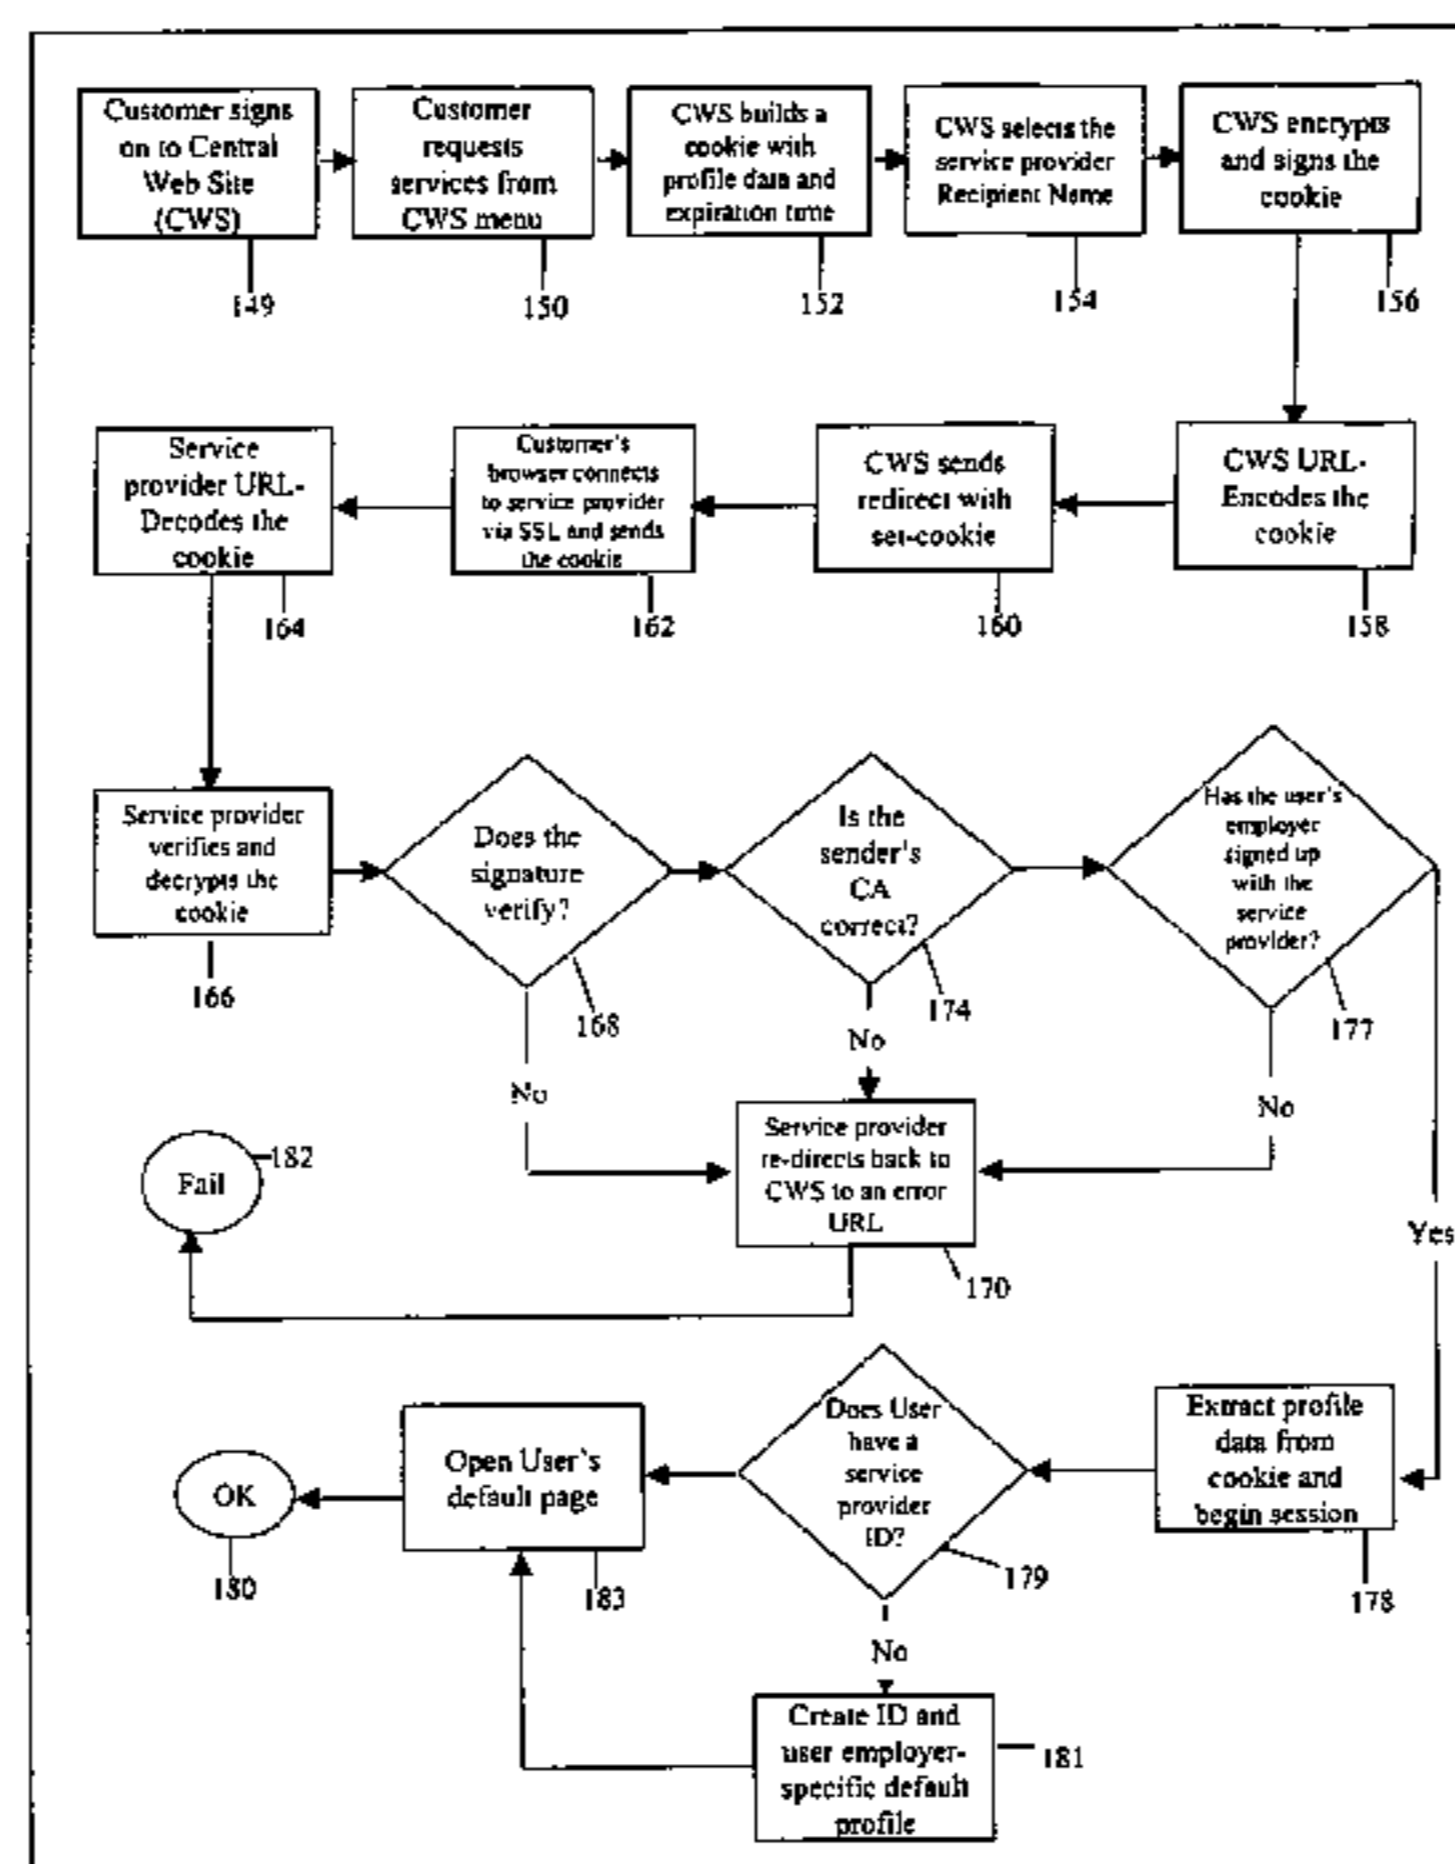 Customer signs
on to Central
Web Site
(CWS)
149
Customer
requests
services from
CWS menu
150
CWS builds a
cookie with
profile data and
expiration time
152
CWS selects the
service provider
Recipient Name
154
CWS encrypts
and signs the
cookie
156
Service
provider URL-
Decodes the
cookie
164
Customer's
browser connects
to service provider
via SSL and sends
the cookie
162
CWS sends
redirect with
set-cookie
160
CWS URL-
Encodes the
cookie
158
Service provider
verifies and
decrypts the
cookie
166
Does the
signature
verify?
168
No
Is the
sender's
CA
correct?
174
No
Has the user's
employer
signed up
with the
service
provider?
177
No
Yes
Fail
182
Service provider
re-directs back to
CWS to an error
URL
170
OK
180
Open User's
default page
183
Does User
have a
service
provider
ID?
179
No
Extract profile
data from
cookie and
begin session
178
Create ID and
user employer-
specific default
profile
181